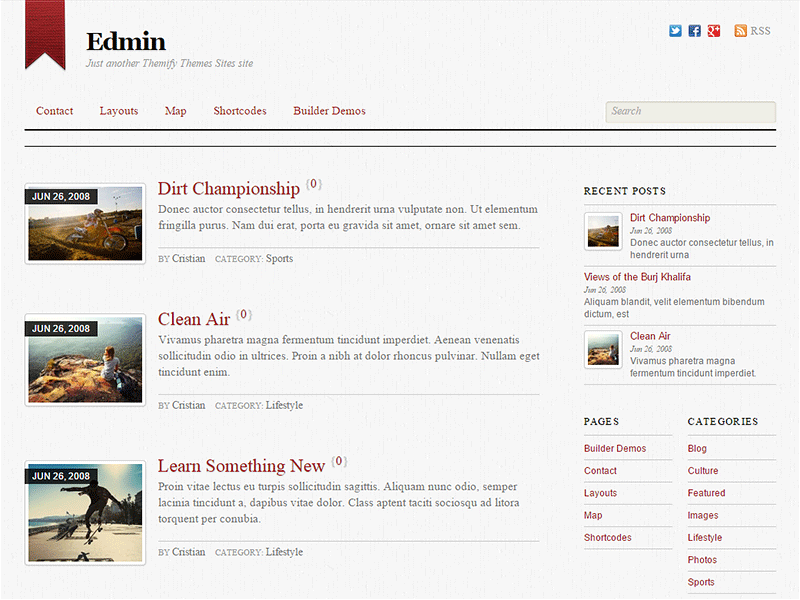 Edmin
Just another Themify Themes Sites site
RSS
Contact Layouts Map Shortcodes Builder Demos
Search
JUN 26, 2008
Dirt Championship {0}
Donec auctor consectetur tellus, in hendrerit urna vulputate non. Ut elementum
fringilla purus. Nam dui erat, porta eu gravida sit amet, ornare sit amet sem.
BY Cristian CATEGORY: Sports
JUN 26, 2008
Clean Air {0}
Vivamus pharetra magna fermentum tincidunt imperdiet. Aenean venenatis
sollicitudin odio in ultrices. Proin a nibh at dolor rhoncus pulvinar. Nullam eget
tincidunt enim.
BY Cristian CATEGORY: Lifestyle
JUN 26, 2008
Learn Something New {0}
Proin vitae lectus eu turpis sollicitudin sagittis. Aliquam nunc odio, semper
lacinia tincidunt a, dapibus vitae dolor. Class aptent taciti sociosqu ad litora
torquent per conubia.
BY Cristian CATEGORY: Lifestyle
RECENT POSTS
Dirt Championship
Jun 26, 2008
Donec auctor consectetur tellus, in
hendrerit urna
Views of the Burj Khalifa
Jun 26, 2008
Aliquam blandit, velit elementum bibendum
dictum, est
Clean Air
Jun 26, 2008
Vivamus pharetra magna
fermentum tincidunt imperdiet.
PAGES
Builder Demos
Contact
Layouts
Map
Shortcodes
CATEGORIES
Blog
Culture
Featured
Images
Lifestyle
Photos
Sports